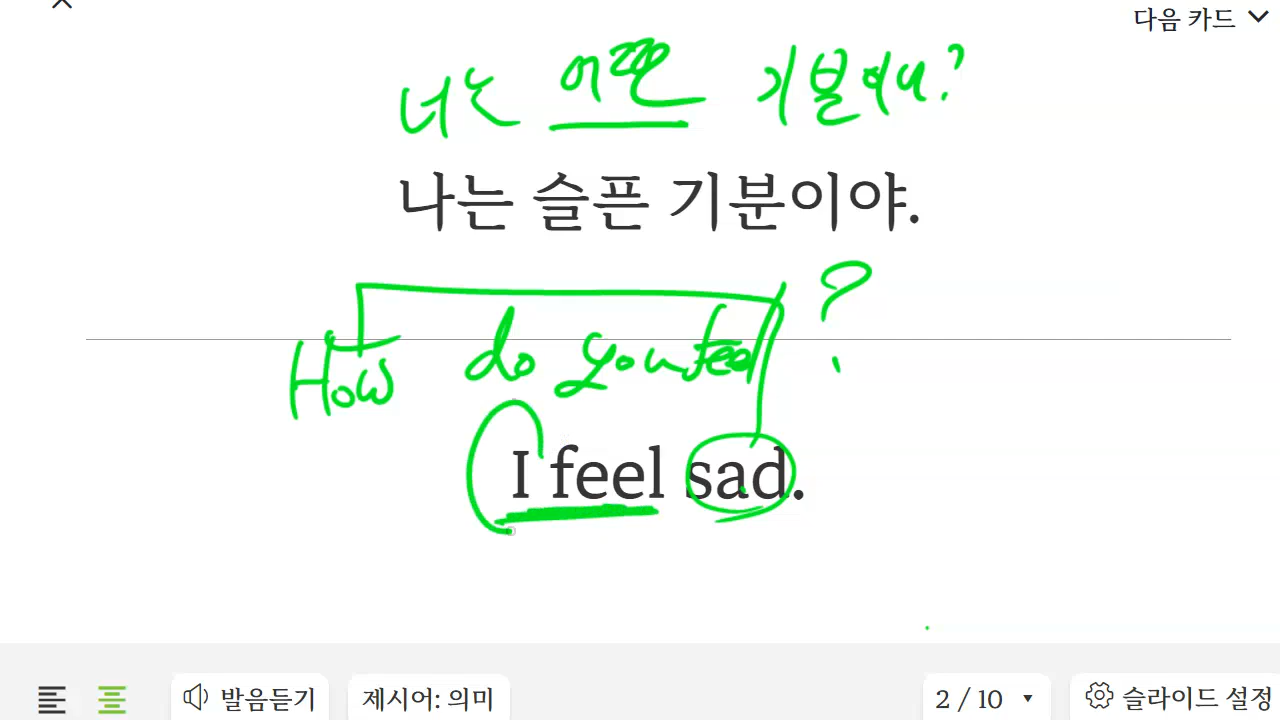 다음 카드
너는 어떤 기분이니?
나는 슬픈 기분이야.
How do you feel ?
I feel sad.
발음듣기 제시어: 의미 2 / 10 슬라이드 설정